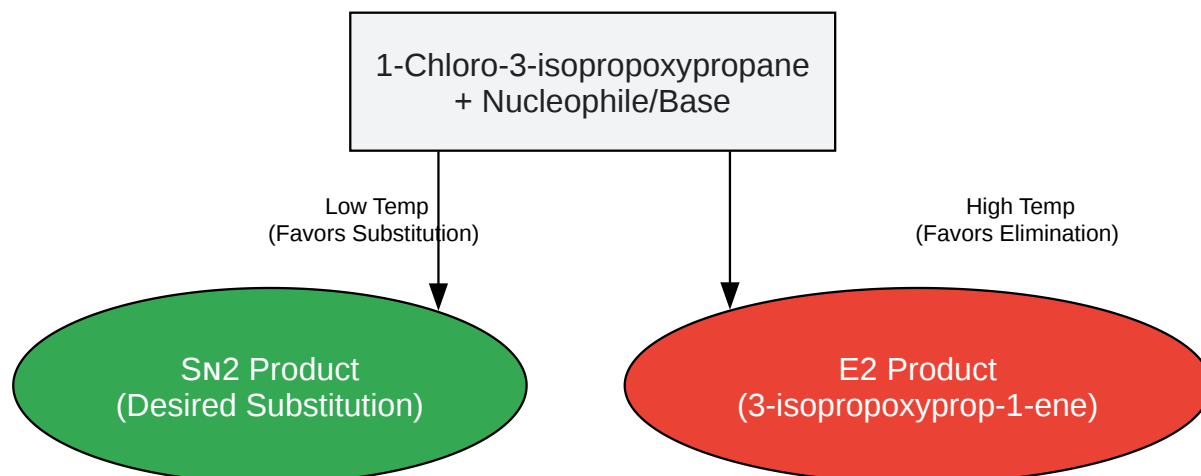 1-Chloro-3-isopropoxypropane
+ Nucleophile/Base
Low Temp
(Favors Substitution)
High Temp
(Favors Elimination)
SN2 Product
(Desired Substitution)
E2 Product
(3-isopropoxyprop-1-ene)